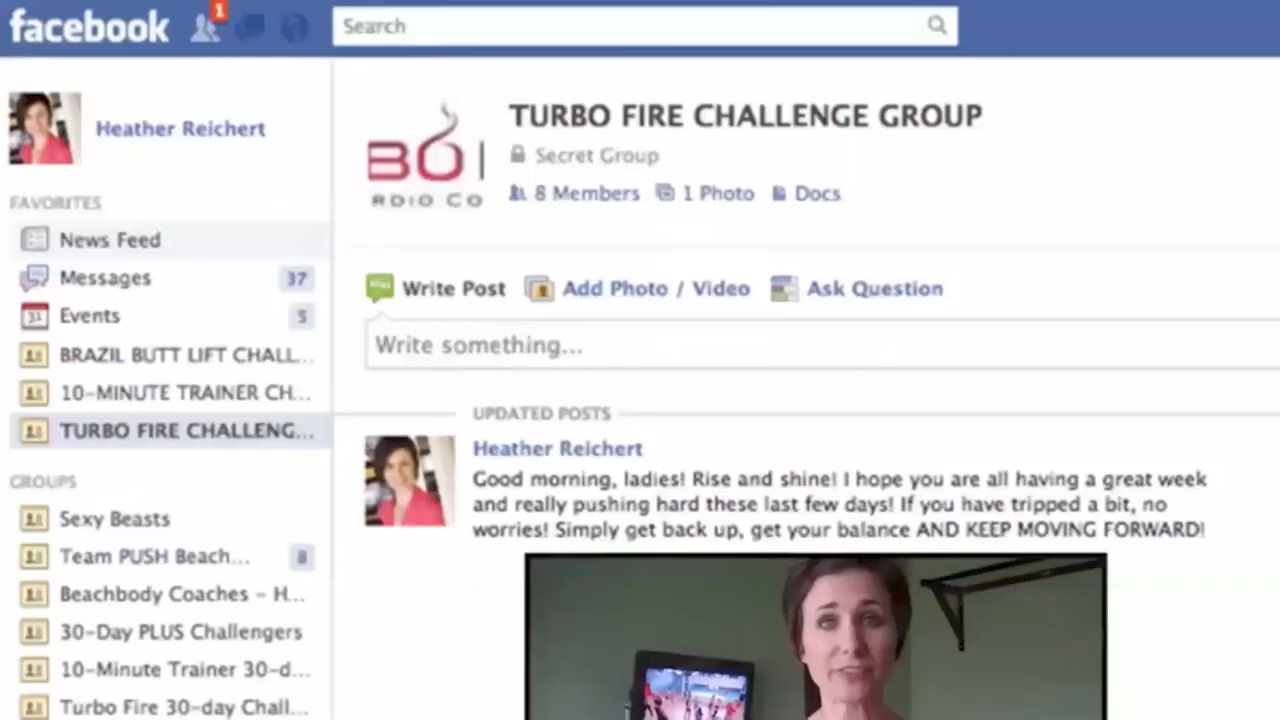 facebook
1
Search
Heather Reichert
FAVORITES
News Feed
Messages 37
Events 5
BRAZIL BUTT LIFT CHALL...
10-MINUTE TRAINER CH...
TURBO FIRE CHALLENG...
GROUPS
Sexy Beasts
Team PUSH Beach... 8
Beachbody Coaches - H...
30-Day PLUS Challengers
10-Minute Trainer 30-d...
Turbo Fire 30-day Chall...
RDIO CO
TURBO FIRE CHALLENGE GROUP
Secret Group
8 Members 1 Photo Docs
Write Post Add Photo / Video Ask Question
Write something...
UPDATED POSTS
Heather Reichert
Good morning, ladies! Rise and shine! I hope you are all having a great week
and really pushing hard these last few days! If you have tripped a bit, no
worries! Simply get back up, get your balance AND KEEP MOVING FORWARD!